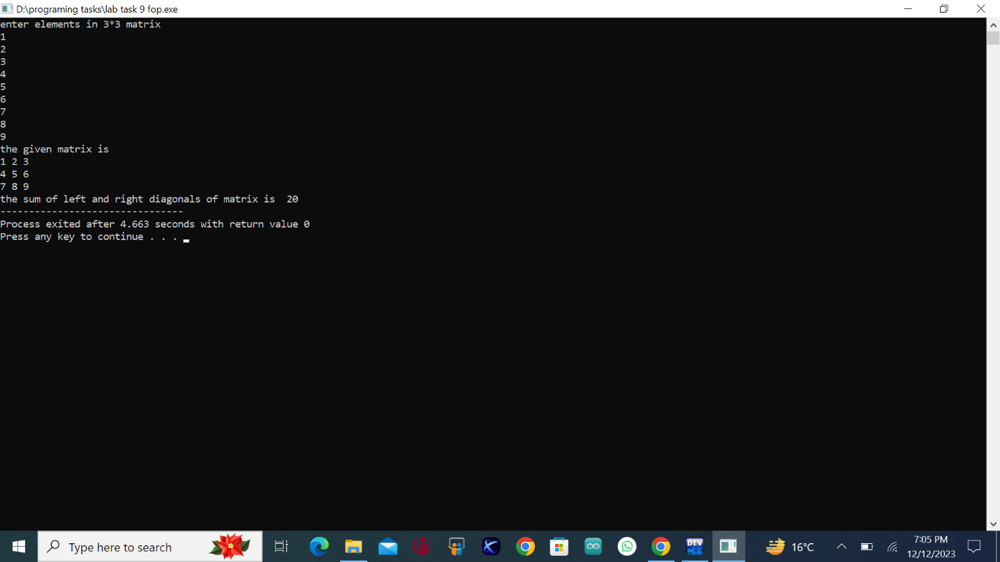 D:\programing tasks\lab task 9 fop.exe
enter elements in 3*3 matrix
1
2
3
4
5
6
7
8
9
the given matrix is
1 2 3
4 5 6
7 8 9
the sum of left and right diagonals of matrix is  20
--------------------------------
Process exited after 4.663 seconds with return value 0
Press any key to continue . . .
Type here to search
DEV
C++
16°C
7:05 PM
12/12/2023